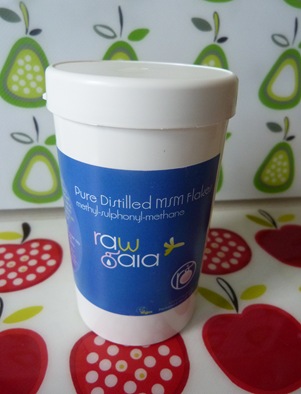 Pure Distilled MSM Flakes
methyl-sulphonyl-methane
raw
gaia